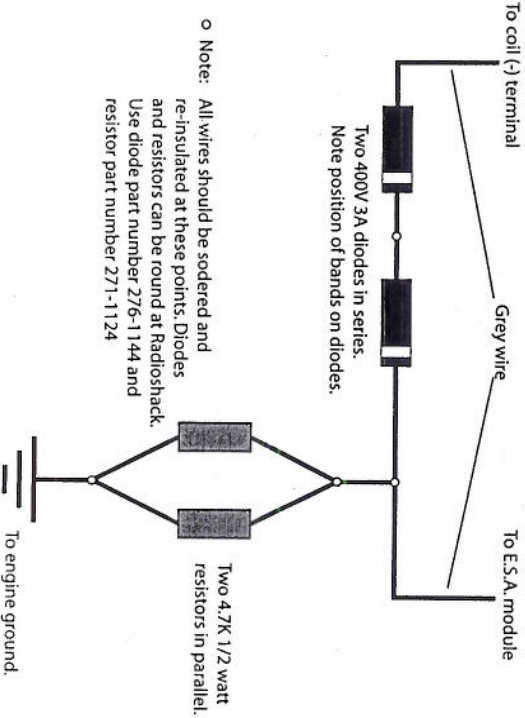 To coil (-) terminal
To E.S.A. module
Grey wire
Two 400V 3A diodes in series.
Note position of bands on diodes.
o Note: All wires should be sodered and
re-insulated at these points. Diodes
and resistors can be round at Radioshack.
Use diode part number 276-1144 and
resistor part number 271-1124
Two 4.7K 1/2 watt
resistors in parallel.
To engine ground.